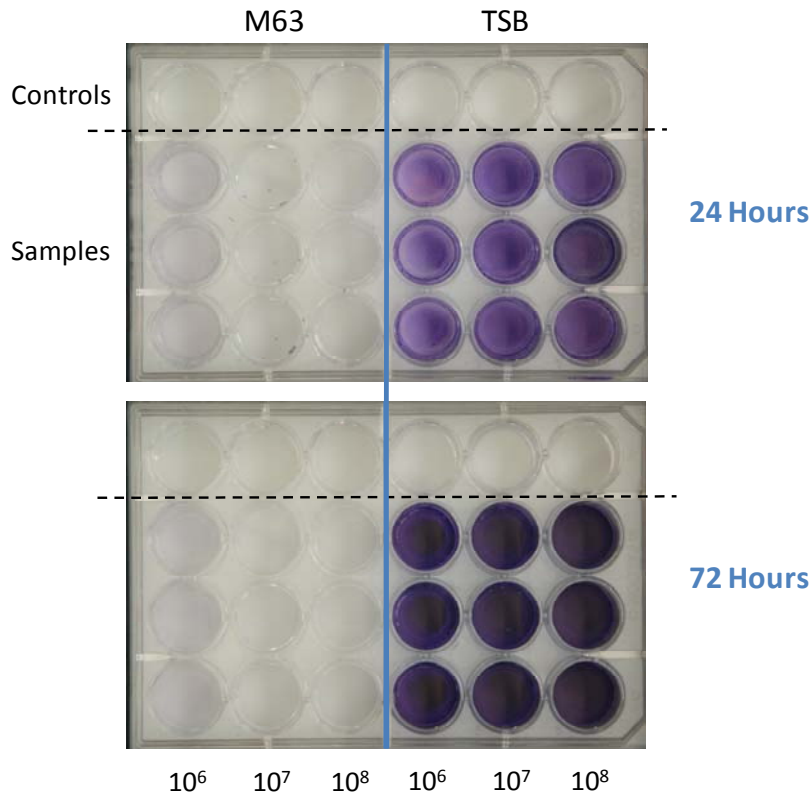 M63 TSB
Controls
24 Hours
Samples
72 Hours
10⁶ 10⁷ 10⁸ 10⁶ 10⁷ 10⁸